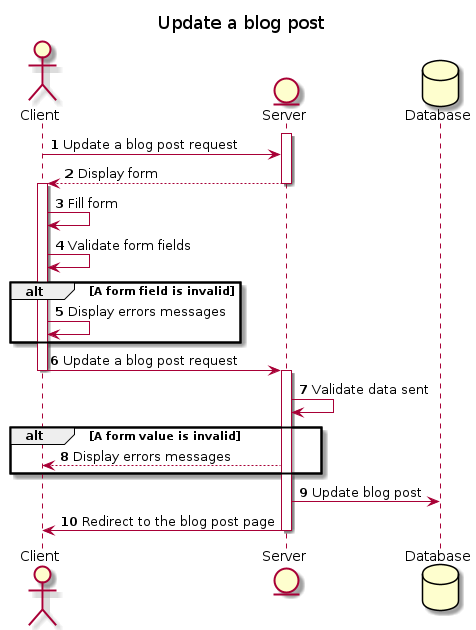 Update a blog post
Client
Server
Database
1 Update a blog post request
2 Display form
3 Fill form
4 Validate form fields
alt [A form field is invalid]
5 Display errors messages
6 Update a blog post request
7 Validate data sent
alt [A form value is invalid]
8 Display errors messages
9 Update blog post
10 Redirect to the blog post page
Client
Server
Database